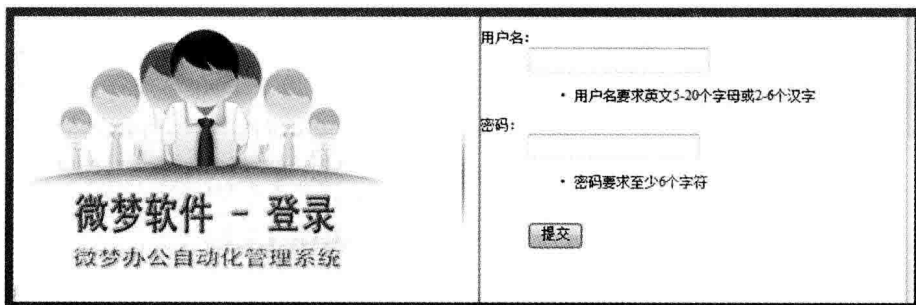 微梦软件 - 登录
微梦办公自动化管理系统
用户名：
• 用户名要求英文5-20个字母或2-6个汉字
密码：
• 密码要求至少6个字符
提交